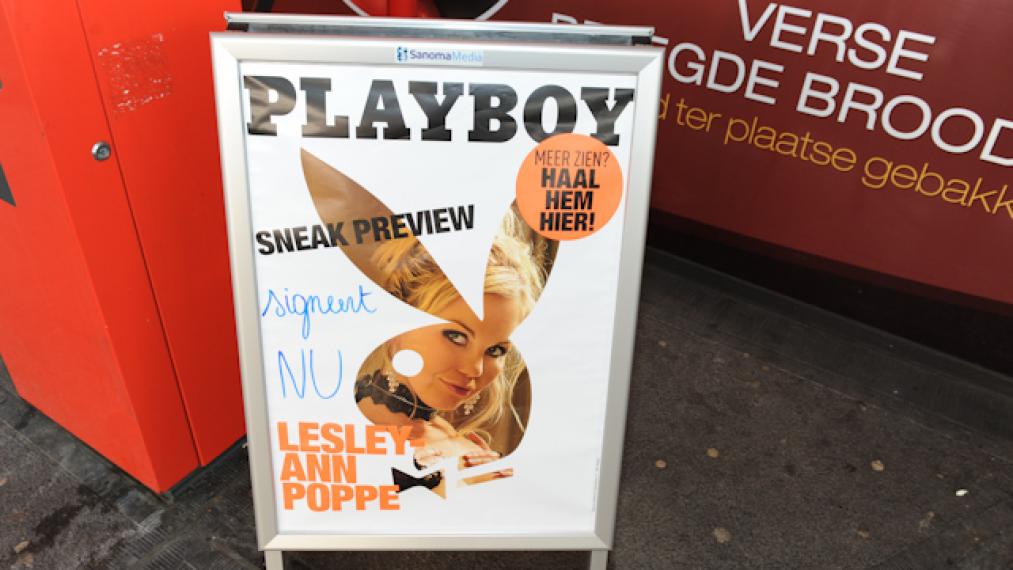 SanomaMedia
PLAYBOY
MEER ZIEN?
HAAL
HEM
HIER!
SNEAK PREVIEW
signeert
NU
LESLEY-
ANN
POPPE
VERSE
GDE BROOD
d ter plaatse gebakk